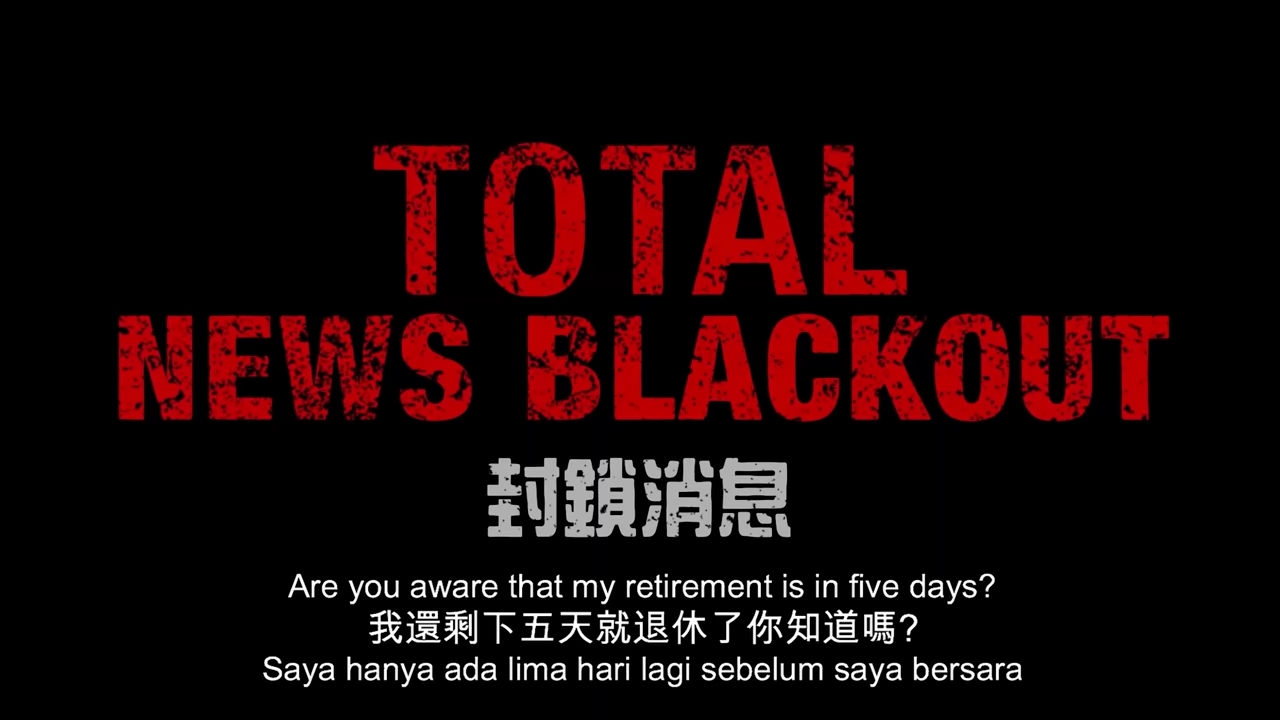 TOTAL
NEWS BLACKOUT
封鎖消息
Are you aware that my retirement is in five days?
我還剩下五天就退休了你知道嗎?
Saya hanya ada lima hari lagi sebelum saya bersara